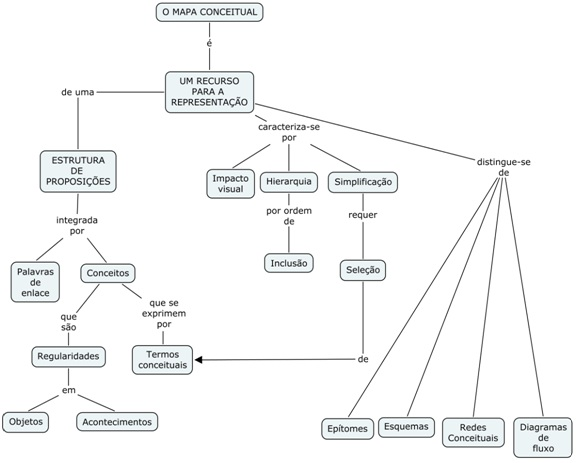 O MAPA CONCEITUAL
é
UM RECURSO
PARA A
REPRESENTAÇÃO
de uma
caracteriza-se
por
distingue-se
de
ESTRUTURA
DE
PROPOSIÇÕES
Impacto
visual
Hierarquia
Simplificação
integrada
por
por ordem
de
requer
Palavras
de
enlace
Conceitos
Inclusão
Seleção
que
são
que se
exprimem
por
Regularidades
Termos
conceituais
de
em
Objetos
Acontecimentos
Epítomes
Esquemas
Redes
Conceituais
Diagramas
de
fluxo